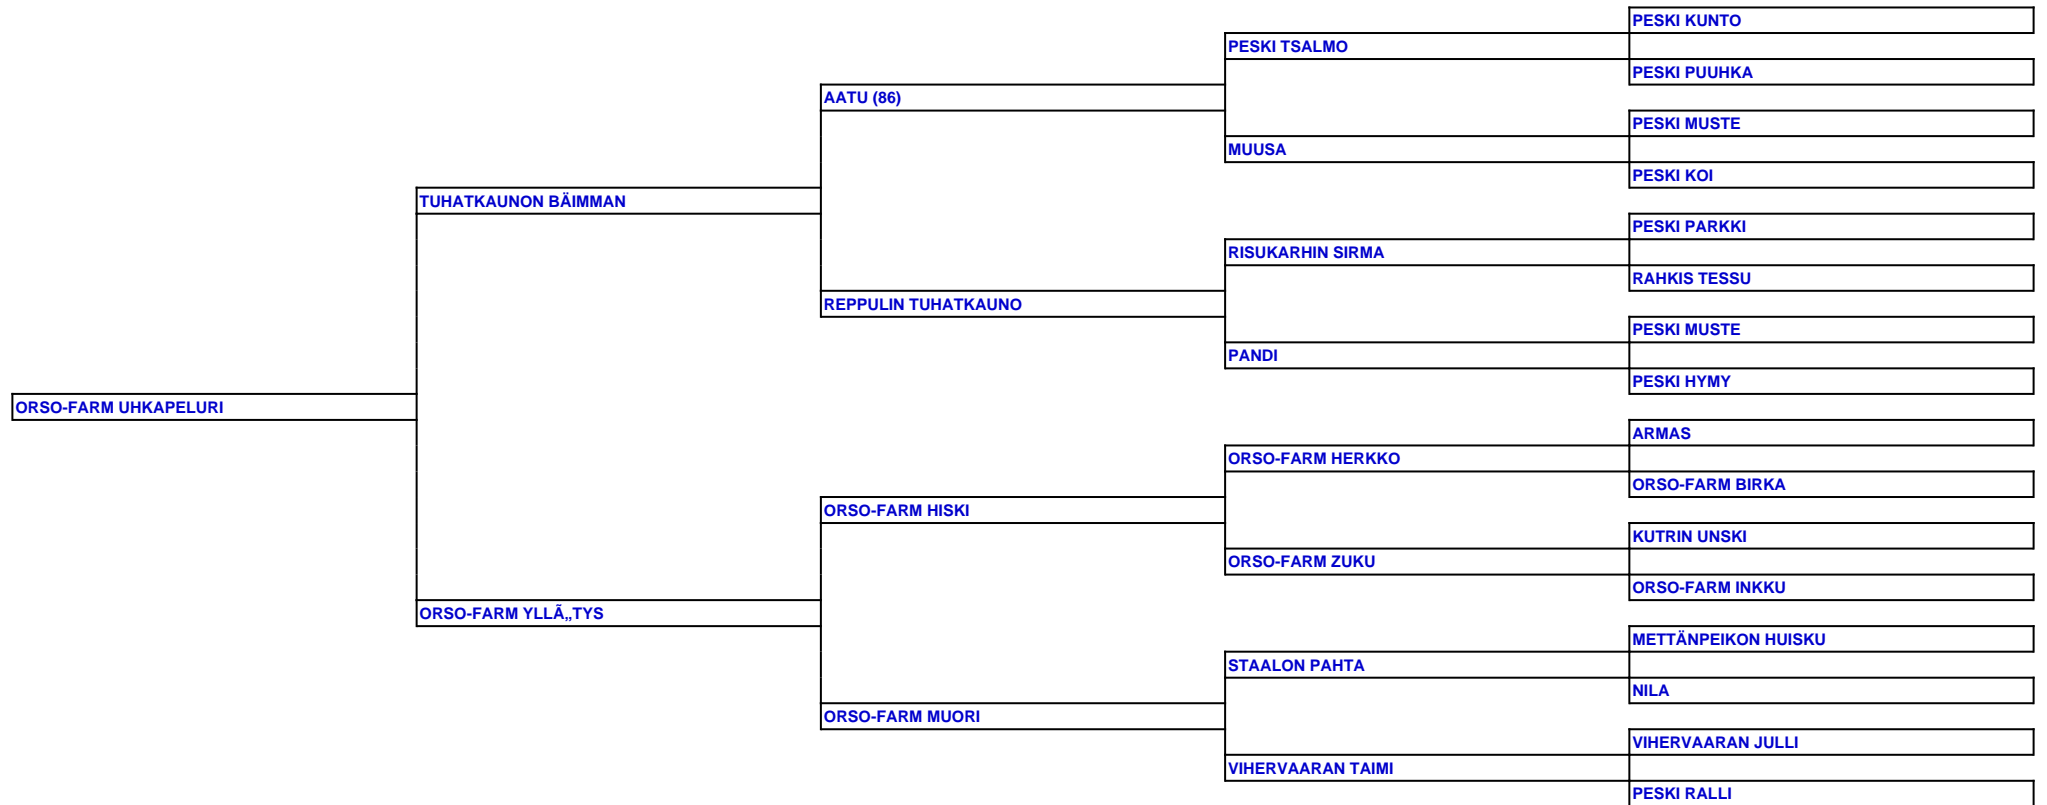 PESKI KUNTO
PESKI TSALMO
PESKI PUUHKA
AATU (86)
PESKI MUSTE
MUUSA
PESKI KOI
TUHATKAUNON BÄIMMAN
PESKI PARKKI
RISUKARHIN SIRMA
RAHKIS TESSU
REPPULIN TUHATKAUNO
PESKI MUSTE
PANDI
PESKI HYMY
ORSO-FARM UHKAPELURI
ARMAS
ORSO-FARM HERKKO
ORSO-FARM BIRKA
ORSO-FARM HISKI
KUTRIN UNSKI
ORSO-FARM ZUKU
ORSO-FARM INKKU
ORSO-FARM YLLÃ„TYS
METTÄNPEIKON HUISKU
STAALON PAHTA
NILA
ORSO-FARM MUORI
VIHERVAARAN JULLI
VIHERVAARAN TAIMI
PESKI RALLI